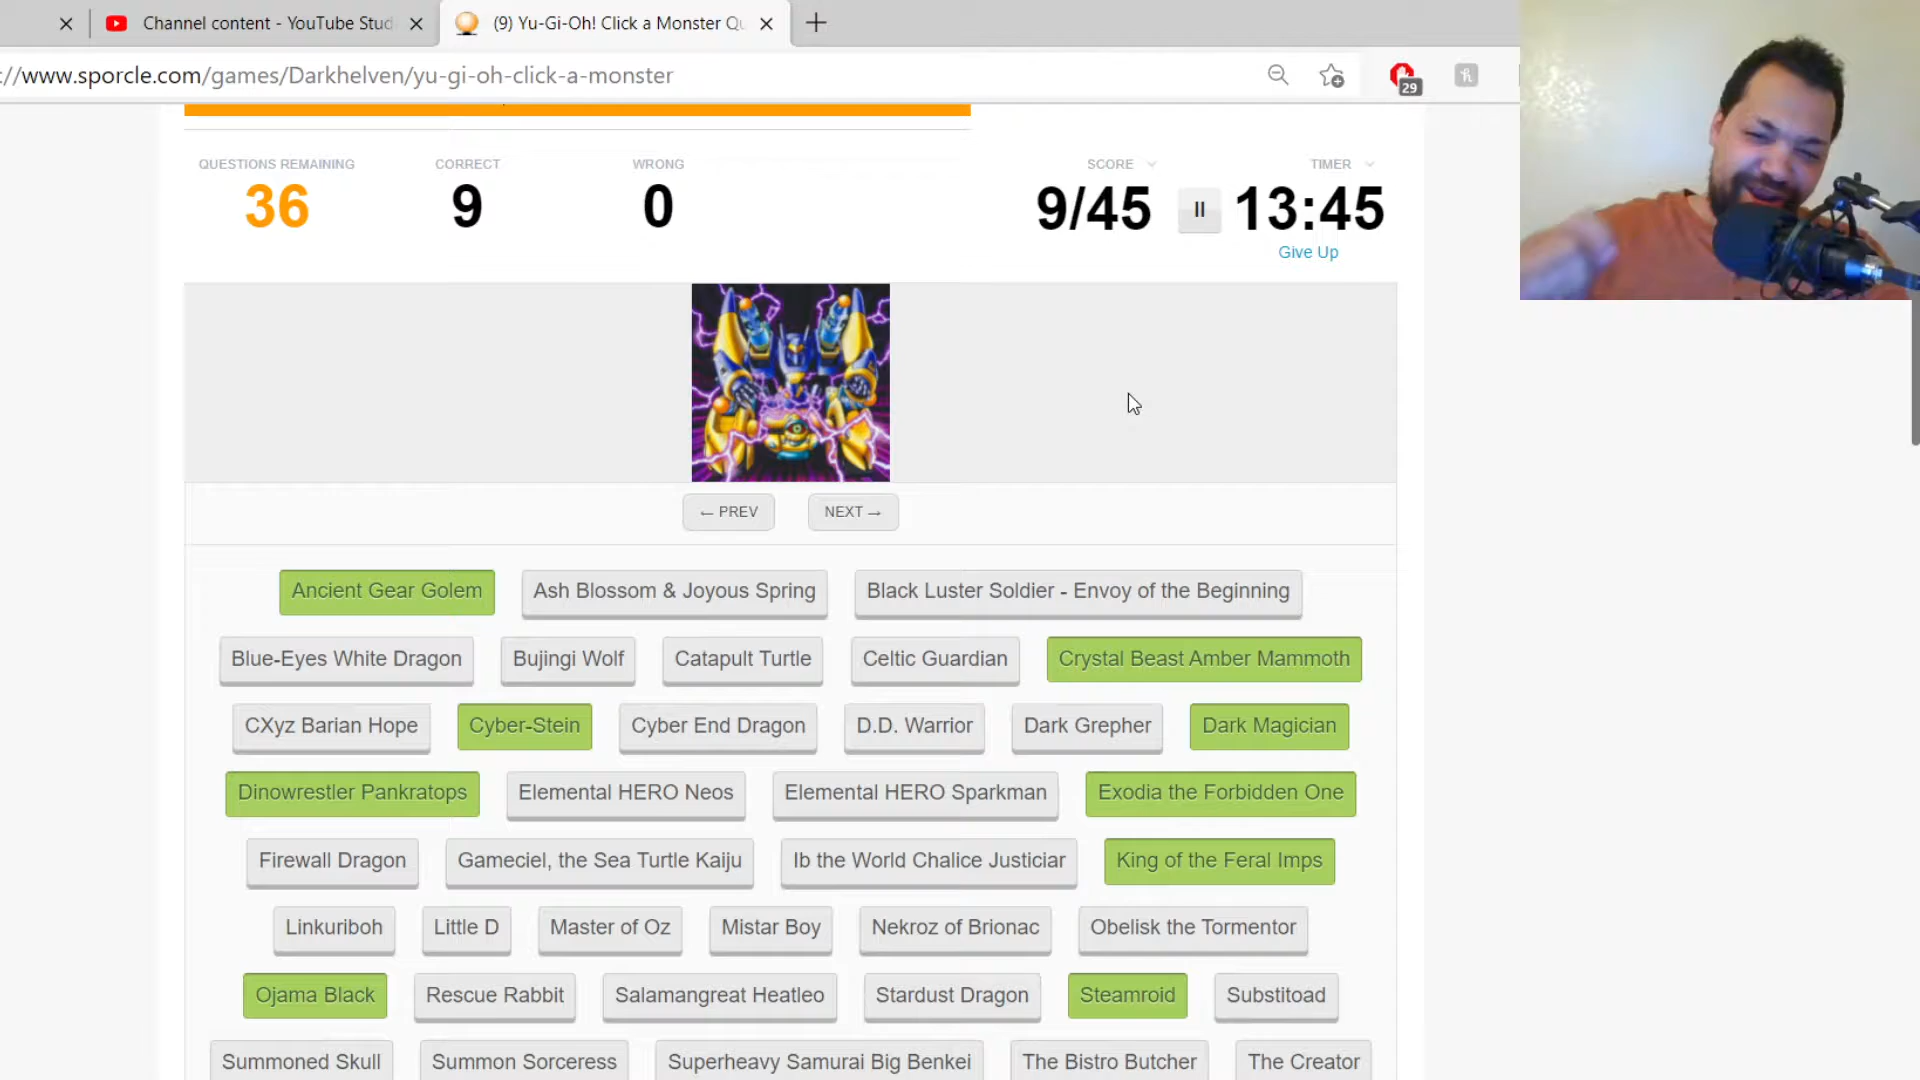 Channel content - YouTube Stud
(9) Yu-Gi-Oh! Click a Monster Qu
://www.sporcle.com/games/Darkhelven/yu-gi-oh-click-a-monster
29
h
QUESTIONS REMAINING CORRECT WRONG SCORE TIMER
36 9 0 9/45 13:45
Give Up
← PREV NEXT →
Ancient Gear Golem Ash Blossom & Joyous Spring Black Luster Soldier - Envoy of the Beginning
Blue-Eyes White Dragon Bujingi Wolf Catapult Turtle Celtic Guardian Crystal Beast Amber Mammoth
CXyz Barian Hope Cyber-Stein Cyber End Dragon D.D. Warrior Dark Grepher Dark Magician
Dinowrestler Pankratops Elemental HERO Neos Elemental HERO Sparkman Exodia the Forbidden One
Firewall Dragon Gameciel, the Sea Turtle Kaiju Ib the World Chalice Justiciar King of the Feral Imps
Linkuriboh Little D Master of Oz Mistar Boy Nekroz of Brionac Obelisk the Tormentor
Ojama Black Rescue Rabbit Salamangreat Heatleo Stardust Dragon Steamroid Substitoad
Summoned Skull Summon Sorceress Superheavy Samurai Big Benkei The Bistro Butcher The Creator